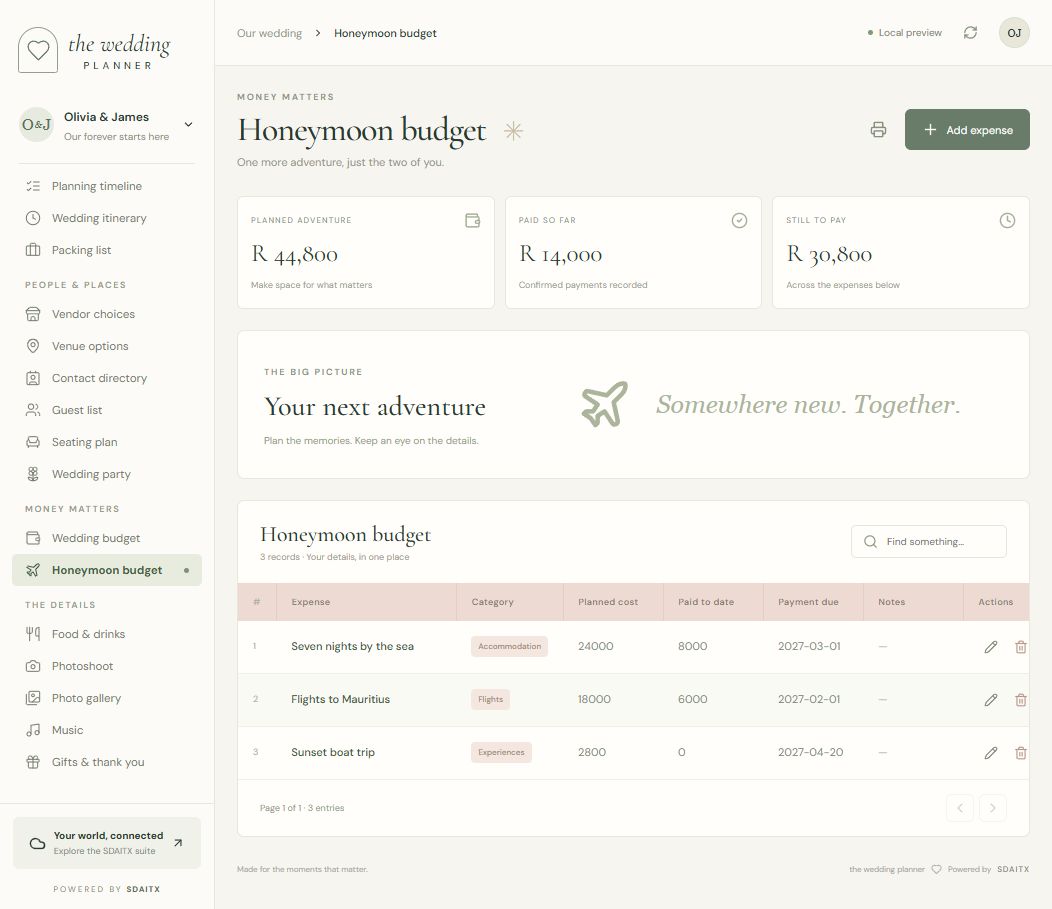 the wedding
PLANNER
O&J
Olivia & James
Our forever starts here
Planning timeline
Wedding itinerary
Packing list
PEOPLE & PLACES
Vendor choices
Venue options
Contact directory
Guest list
Seating plan
Wedding party
MONEY MATTERS
Wedding budget
Honeymoon budget
THE DETAILS
Food & drinks
Photoshoot
Photo gallery
Music
Gifts & thank you
Your world, connected
Explore the SDAITX suite
POWERED BY SDAITX
Our wedding > Honeymoon budget
Local preview
OJ
MONEY MATTERS
Honeymoon budget
One more adventure, just the two of you.
Add expense
PLANNED ADVENTURE
R 44,800
Make space for what matters
PAID SO FAR
R 14,000
Confirmed payments recorded
STILL TO PAY
R 30,800
Across the expenses below
THE BIG PICTURE
Your next adventure
Plan the memories. Keep an eye on the details.
Somewhere new. Together.
Honeymoon budget
3 records · Your details, in one place
Find something...
# Expense Category Planned cost Paid to date Payment due Notes Actions
1 Seven nights by the sea Accommodation 24000 8000 2027-03-01 —
2 Flights to Mauritius Flights 18000 6000 2027-02-01 —
3 Sunset boat trip Experiences 2800 0 2027-04-20 —
Page 1 of 1 · 3 entries
Made for the moments that matter.
the wedding planner Powered by SDAITX